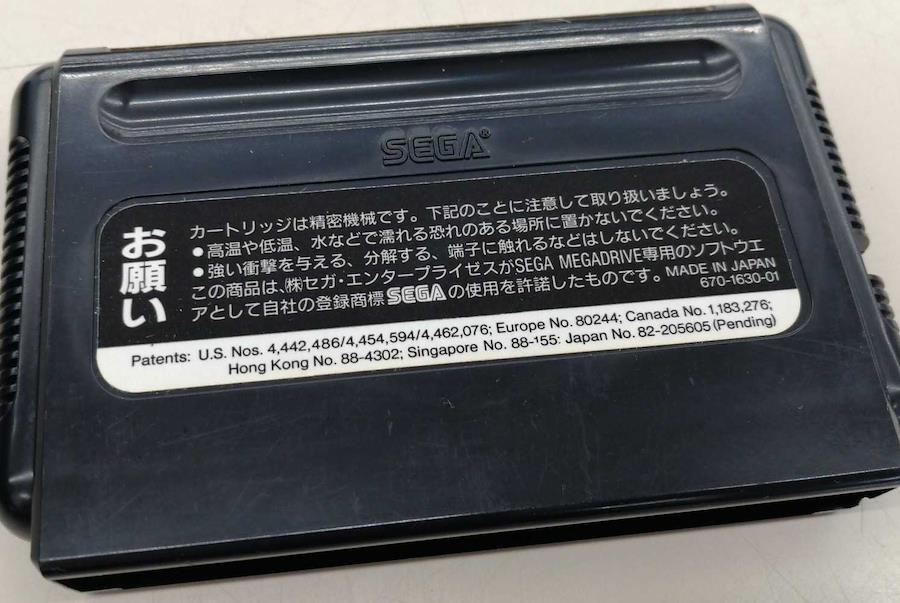 SEGA®
お願い
カートリッジは精密機械です。下記のことに注意して取り扱いましょう。
●高温や低温、水などで濡れる恐れのある場所に置かないでください。
●強い衝撃を与える、分解する、端子に触れるなどはしないでください。
この商品は、㈱セガ・エンタープライゼスがSEGA MEGADRIVE専用のソフトウエ
アとして自社の登録商標SEGAの使用を許諾したものです。
MADE IN JAPAN
670-1630-01
Patents: U.S. Nos. 4,442,486/4,454,594/4,462,076; Europe No. 80244; Canada No. 1,183,276;
Hong Kong No. 88-4302; Singapore No. 88-155: Japan No. 82-205605 (Pending)